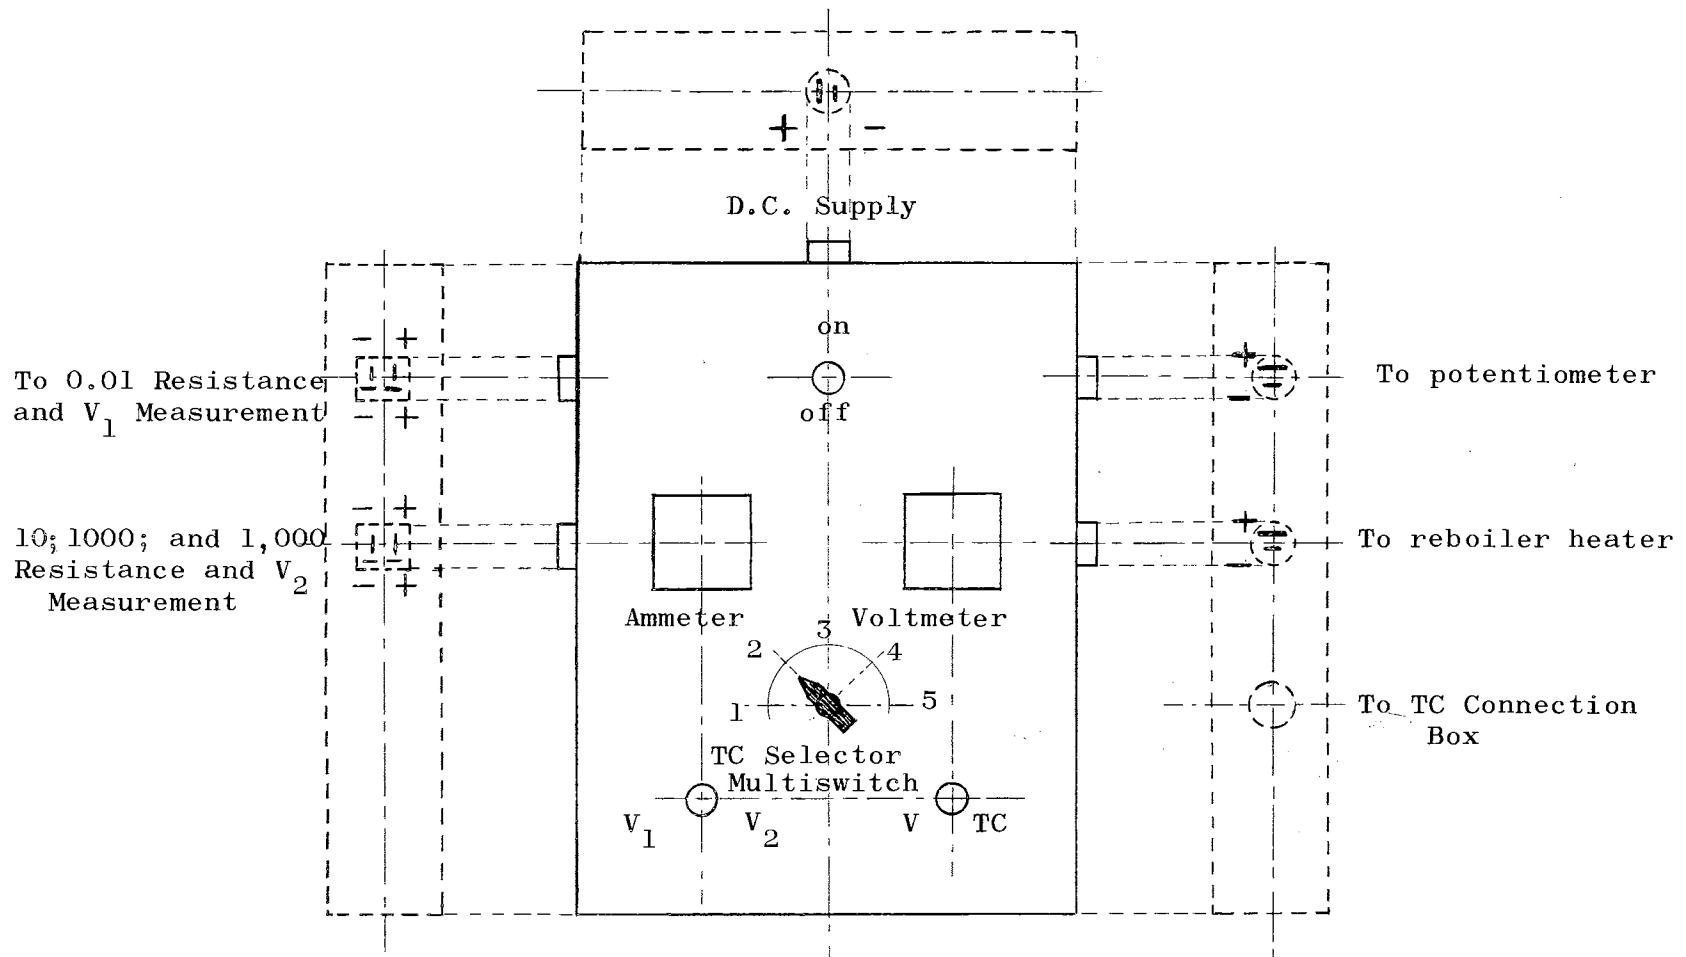 + -
D.C. Supply
on
off
- +
To 0.01 Resistance
and V1 Measurement
- +
- +
10; 1000; and 1,000
Resistance and V2
Measurement
- +
+
To potentiometer
-
+
To reboiler heater
-
Ammeter
Voltmeter
1 2 3 4 5
To TC Connection
Box
TC Selector
Multiswitch
V1 V2 V TC